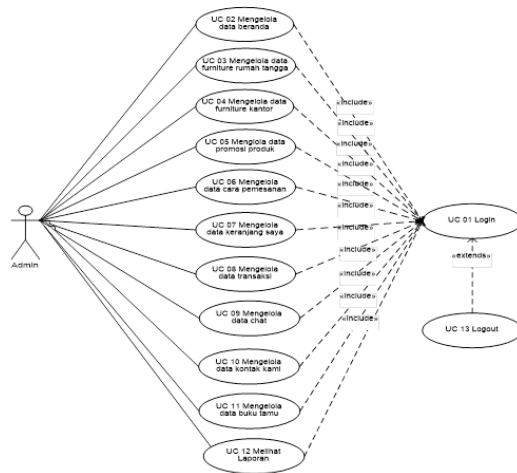 UC 02 Mengelola
data beranda
UC 03 Mengelola data
furniture rumah tangga
UC 04 Mengelola data
furniture kantor
UC 05 Menglola data
promosi produk
UC 06 Mengelola
data cara pemesanan
UC 07 Mengelola
data keranjang saya
UC 08 Mengelola
data transaksi
UC 09 Mengelola
data chat
UC 10 Mengelola
data kontak kami
UC 11 Mengelola
data buku tamu
UC 12 Melihat
Laporan
Admin
«include»
«include»
«include»
«include»
«include»
«include»
«include»
«include»
«include»
«include»
UC 01 Login
«extends»
UC 13 Logout